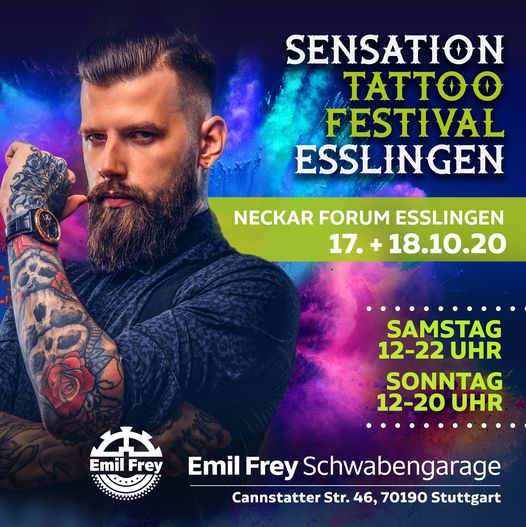 SENSATION
TATTOO
FESTIVAL
ESSLINGEN
NECKAR FORUM ESSLINGEN
17. + 18.10.20
SAMSTAG
12-22 UHR
SONNTAG
12-20 UHR
Emil Frey
Emil Frey Schwabengarage
Cannstatter Str. 46, 70190 Stuttgart